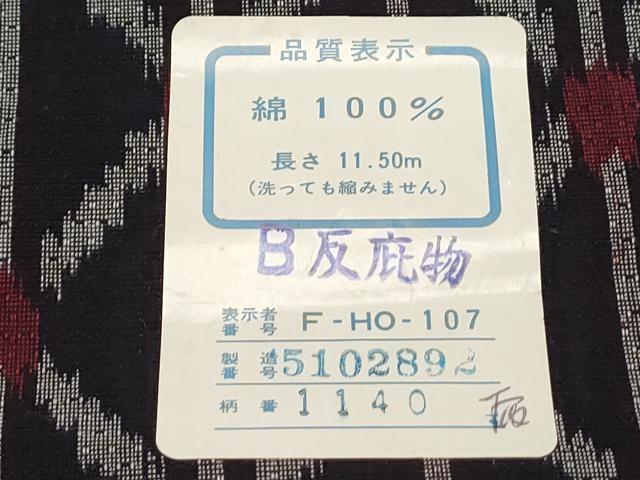 品質表示
綿 100%
長さ 11.50m
(洗っても縮みません)
B反疵物
表示者番号 F-HO-107
製造番号 5102892
柄番 1140